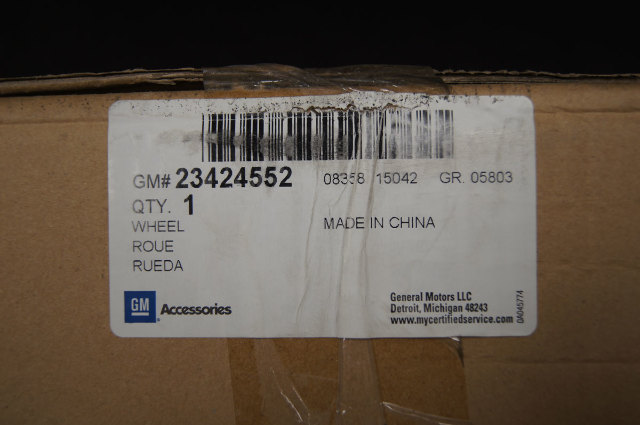 GM# 23424552 08358 15042 GR. 05803
QTY. 1
WHEEL MADE IN CHINA
ROUE
RUEDA
GM Accessories
General Motors LLC
Detroit, Michigan 48243
www.mycertifiedservice.com
0A045774